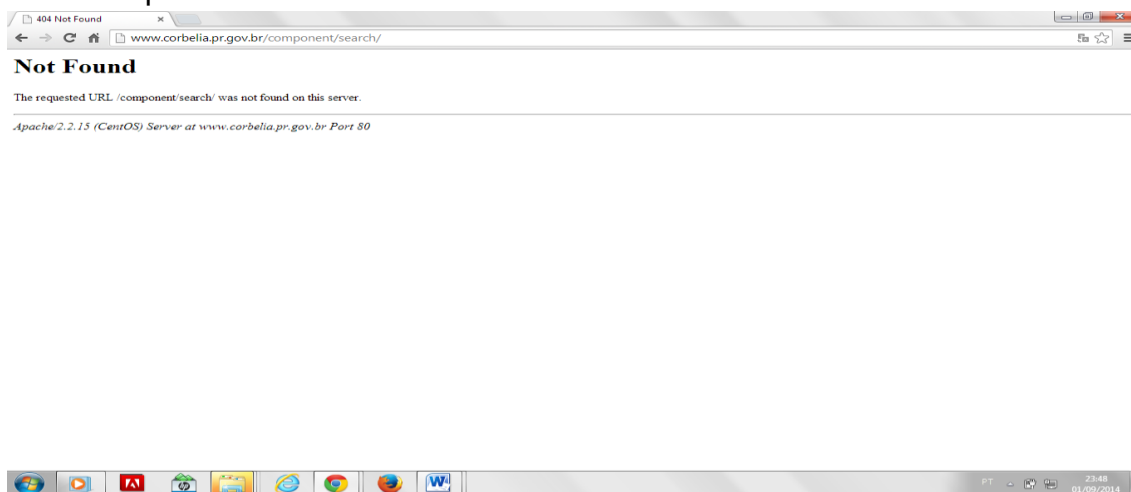 404 Not Found
www.corbelia.pr.gov.br/component/search/
Not Found
The requested URL /component/search/ was not found on this server.
Apache/2.2.15 (CentOS) Server at www.corbelia.pr.gov.br Port 80
PT
23:48
01/09/2014